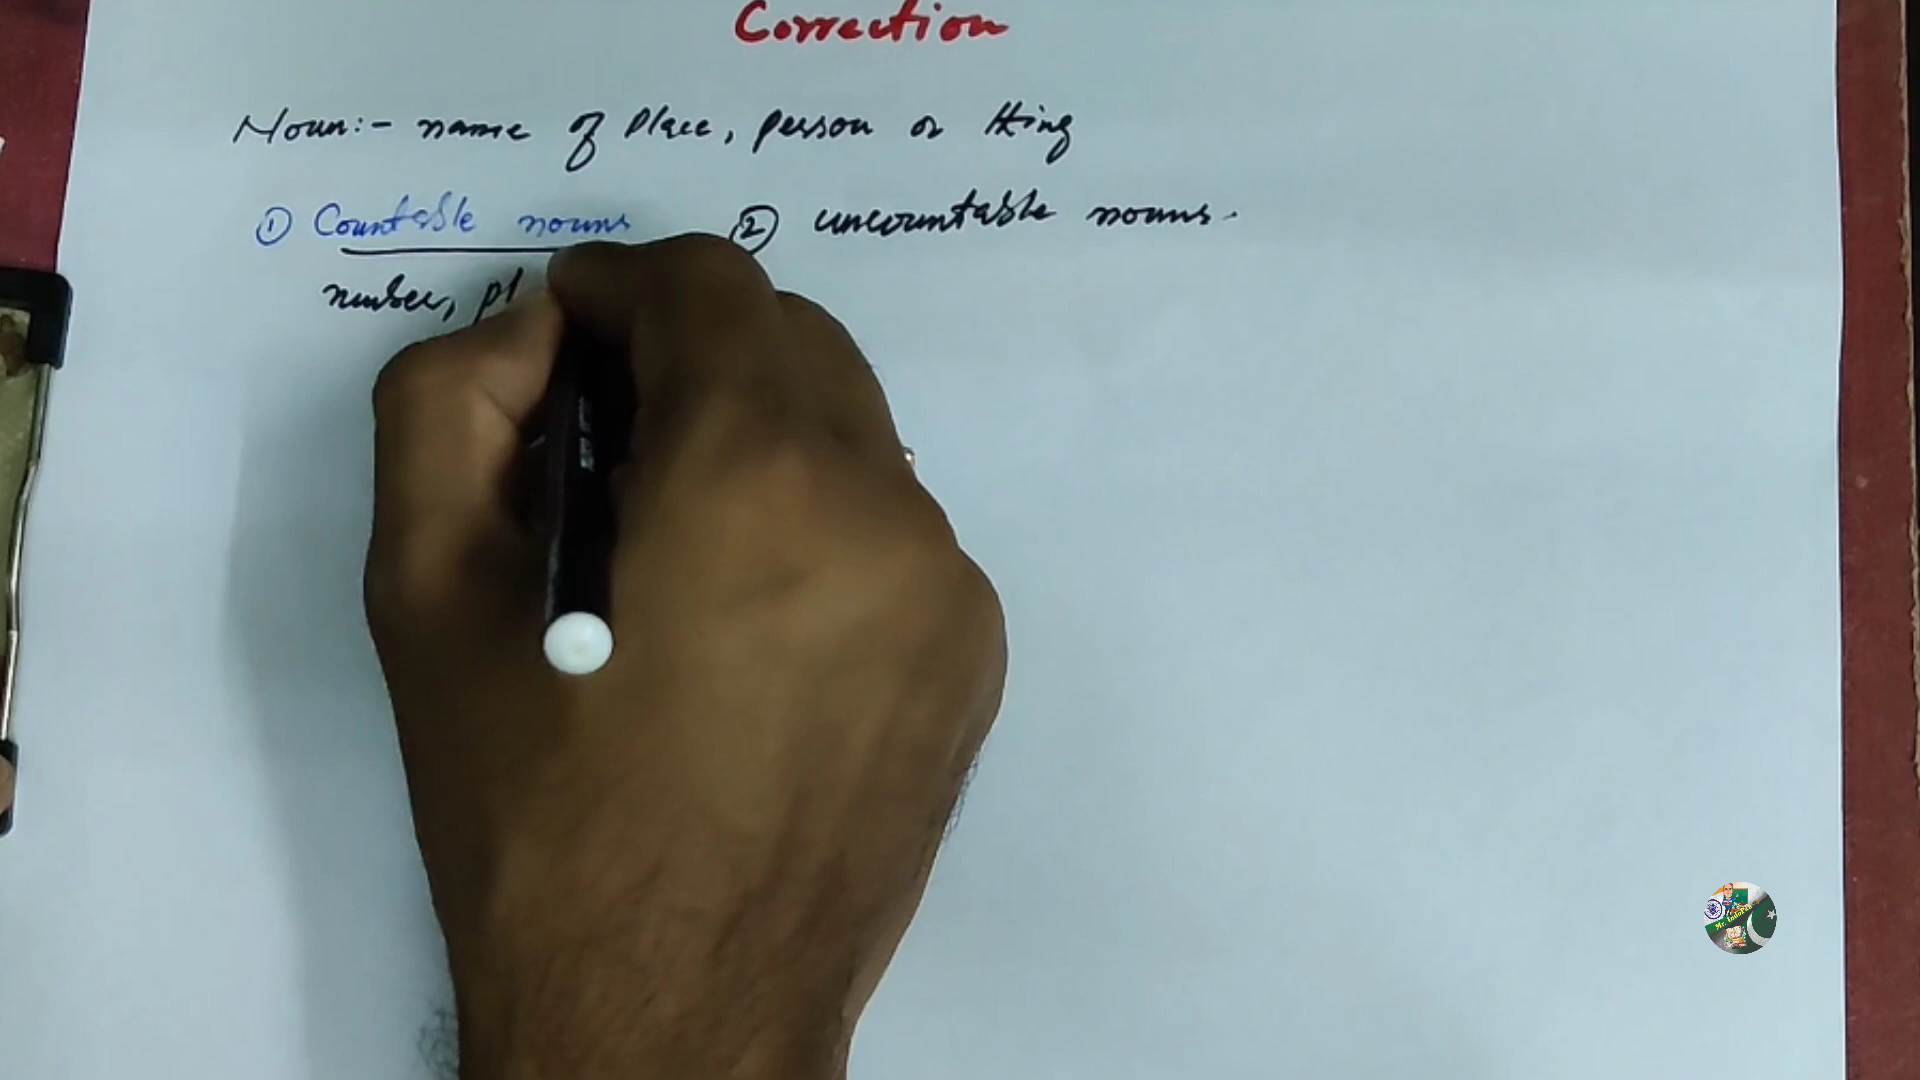 Correction
Noun:- name of place, person or thing
① Countable nouns ② uncountable nouns.
number, pl